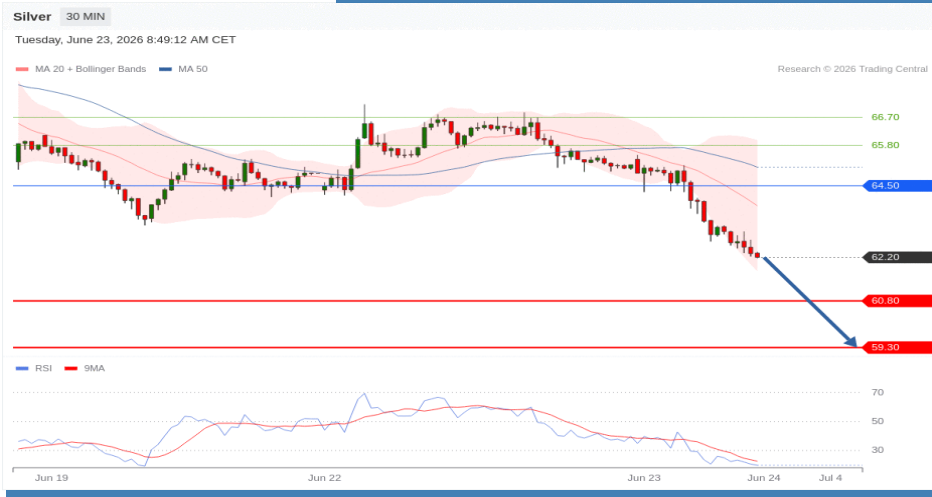 Silver 30 MIN
Tuesday, June 23, 2026 8:49:12 AM CET
MA 20 + Bollinger Bands MA 50 Research © 2026 Trading Central
66.70
65.80
64.50
62.20
60.80
59.30
RSI 9MA
70
50
30
Jun 19 Jun 22 Jun 23 Jun 24 Jul 4